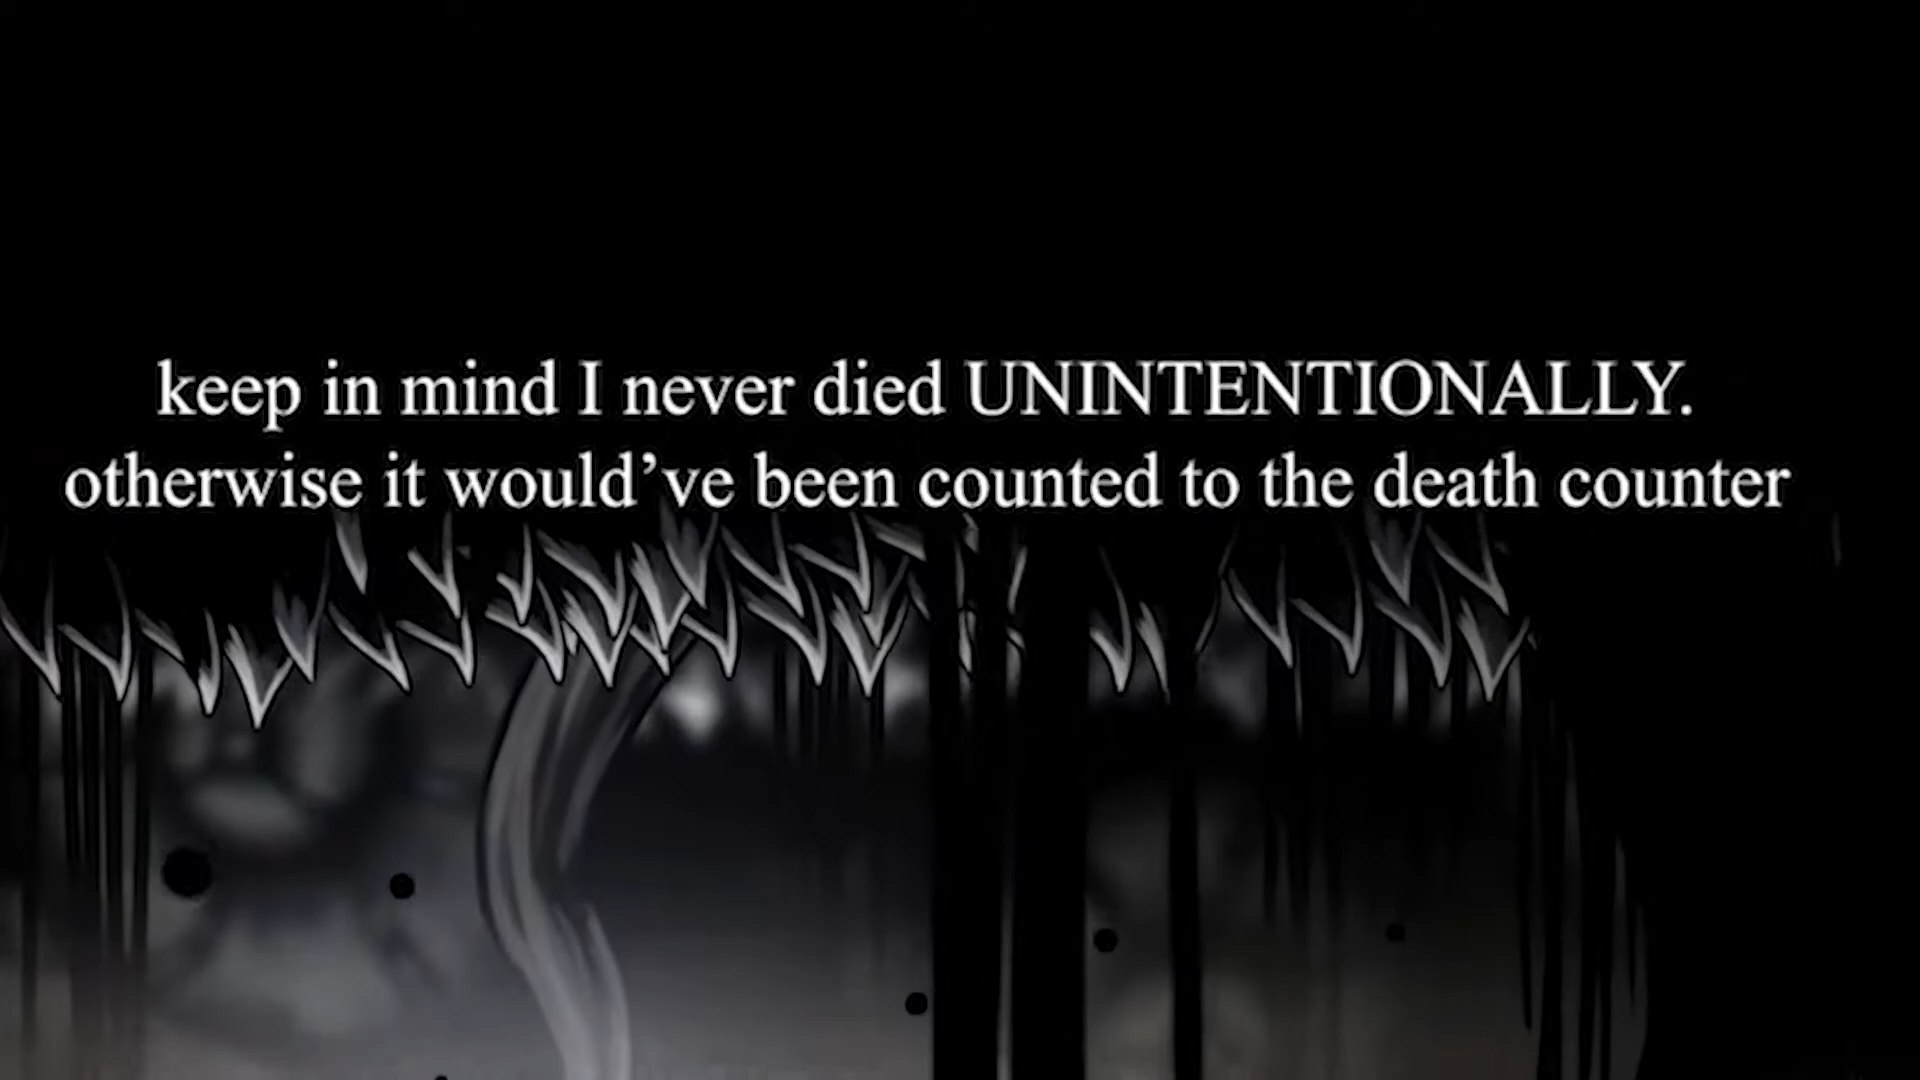 keep in mind I never died UNINTENTIONALLY.
otherwise it would’ve been counted to the death counter